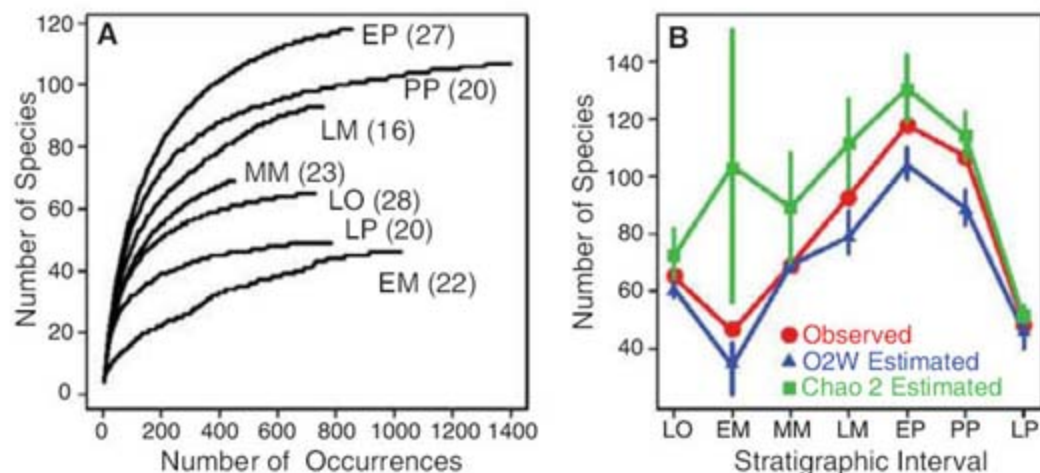 A
EP (27)
PP (20)
LM (16)
MM (23)
LO (28)
LP (20)
EM (22)
120
100
80
60
40
20
0
Number of Species
0 200 400 600 800 1000 1200 1400
Number of Occurrences
B
140
120
100
80
60
40
Number of Species
Observed
O2W Estimated
Chao 2 Estimated
LO EM MM LM EP PP LP
Stratigraphic Interval